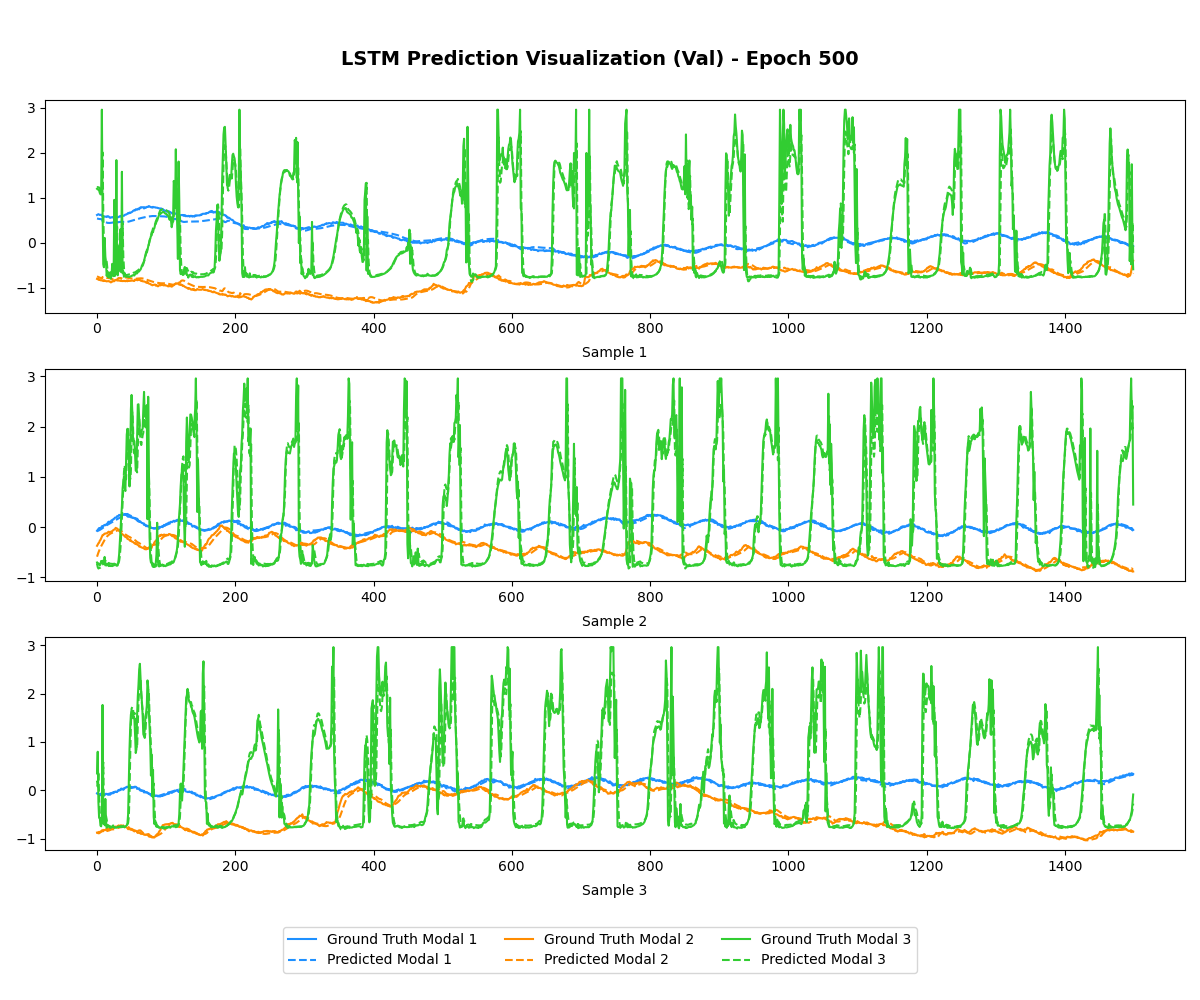 LSTM Prediction Visualization (Val) - Epoch 500
3
2
1
0
−1
0 200 400 600 800 1000 1200 1400
Sample 1
3
2
1
0
−1
0 200 400 600 800 1000 1200 1400
Sample 2
3
2
1
0
−1
0 200 400 600 800 1000 1200 1400
Sample 3
Ground Truth Modal 1 Ground Truth Modal 2 Ground Truth Modal 3
Predicted Modal 1 Predicted Modal 2 Predicted Modal 3